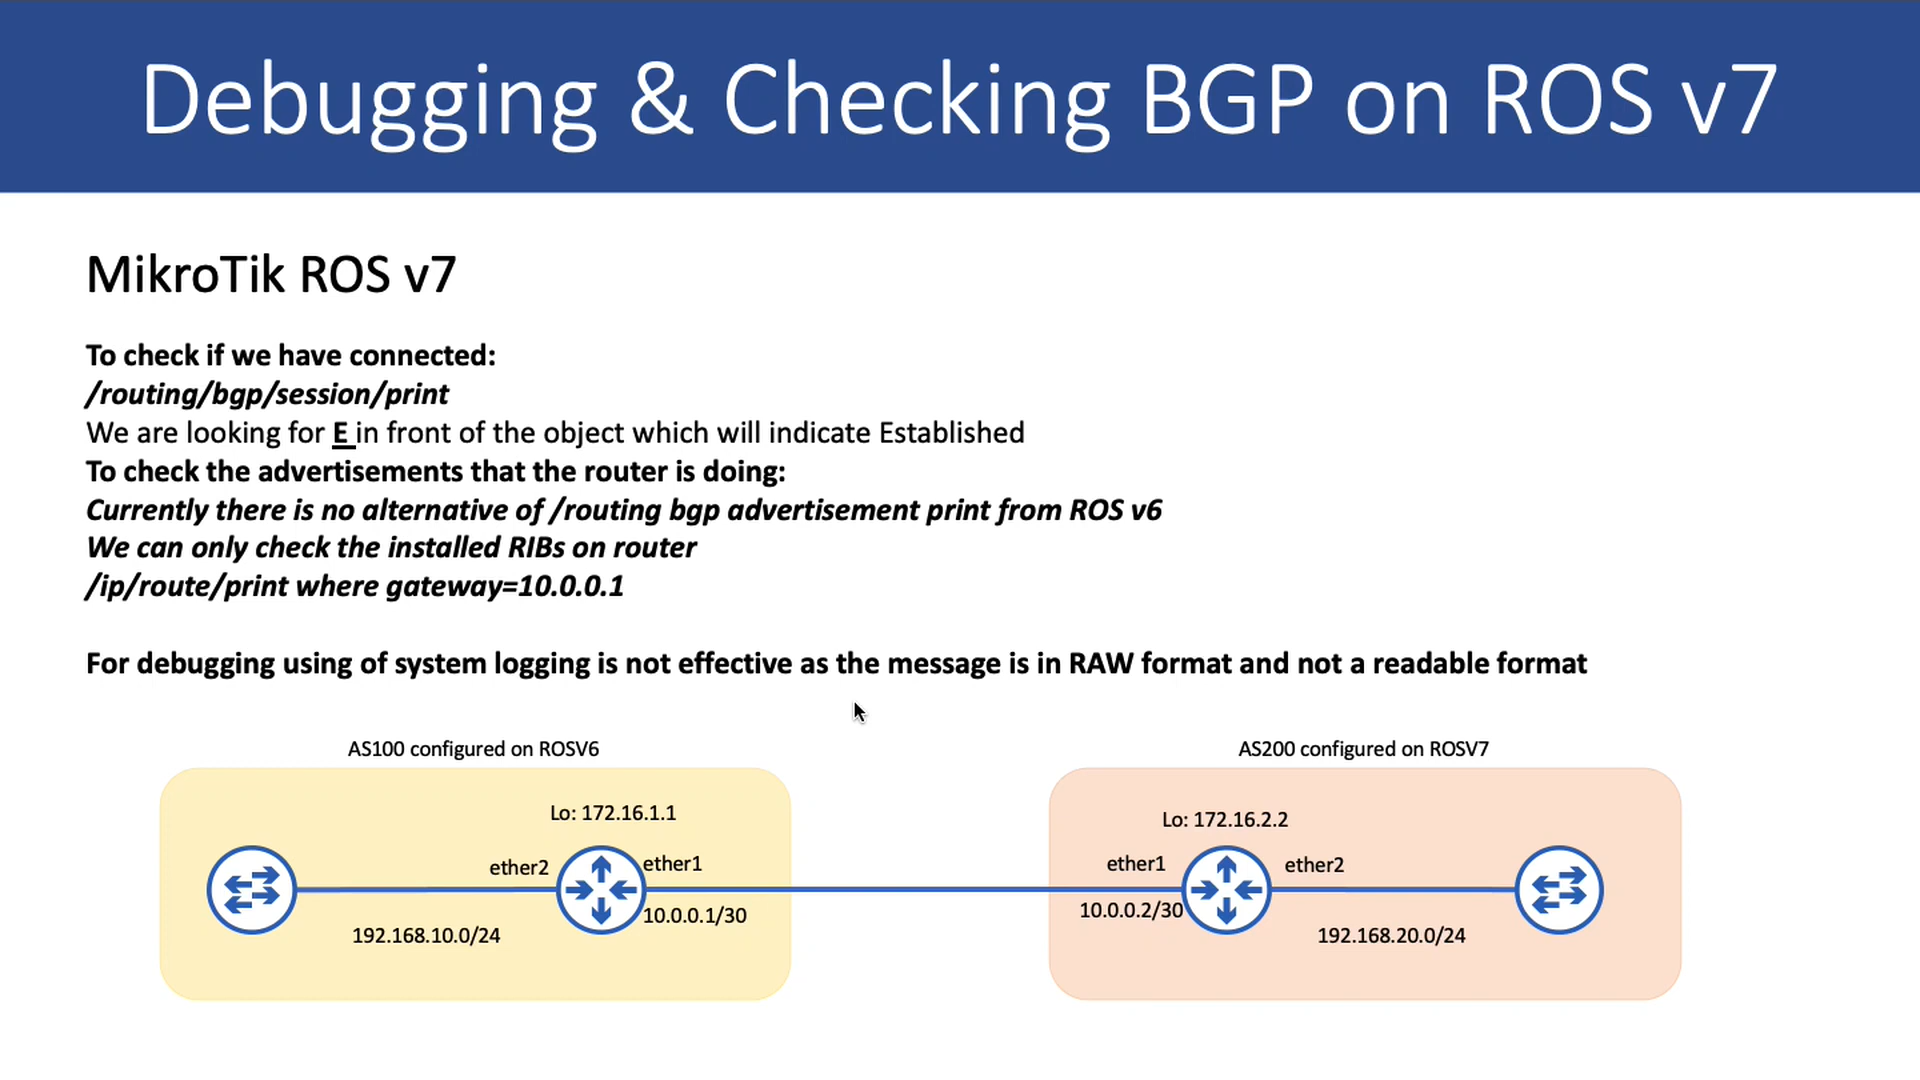 Debugging & Checking BGP on ROS v7
MikroTik ROS v7
To check if we have connected:
/routing/bgp/session/print
We are looking for E in front of the object which will indicate Established
To check the advertisements that the router is doing:
Currently there is no alternative of /routing bgp advertisement print from ROS v6
We can only check the installed RIBs on router
/ip/route/print where gateway=10.0.0.1
For debugging using of system logging is not effective as the message is in RAW format and not a readable format
AS100 configured on ROSV6
Lo: 172.16.1.1
ether2
ether1
10.0.0.1/30
192.168.10.0/24
AS200 configured on ROSV7
Lo: 172.16.2.2
ether1
ether2
10.0.0.2/30
192.168.20.0/24